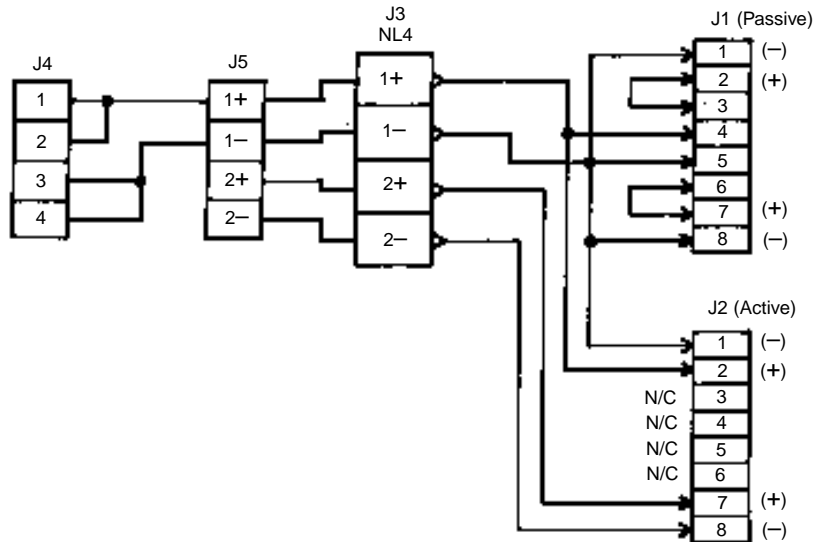 J4
1
2
3
4
J5
1+
1−
2+
2−
J3
NL4
1+
1−
2+
2−
J1 (Passive)
1 (−)
2 (+)
3
4
5
6
7 (+)
8 (−)
J2 (Active)
1 (−)
2 (+)
N/C 3
N/C 4
N/C 5
N/C 6
7 (+)
8 (−)